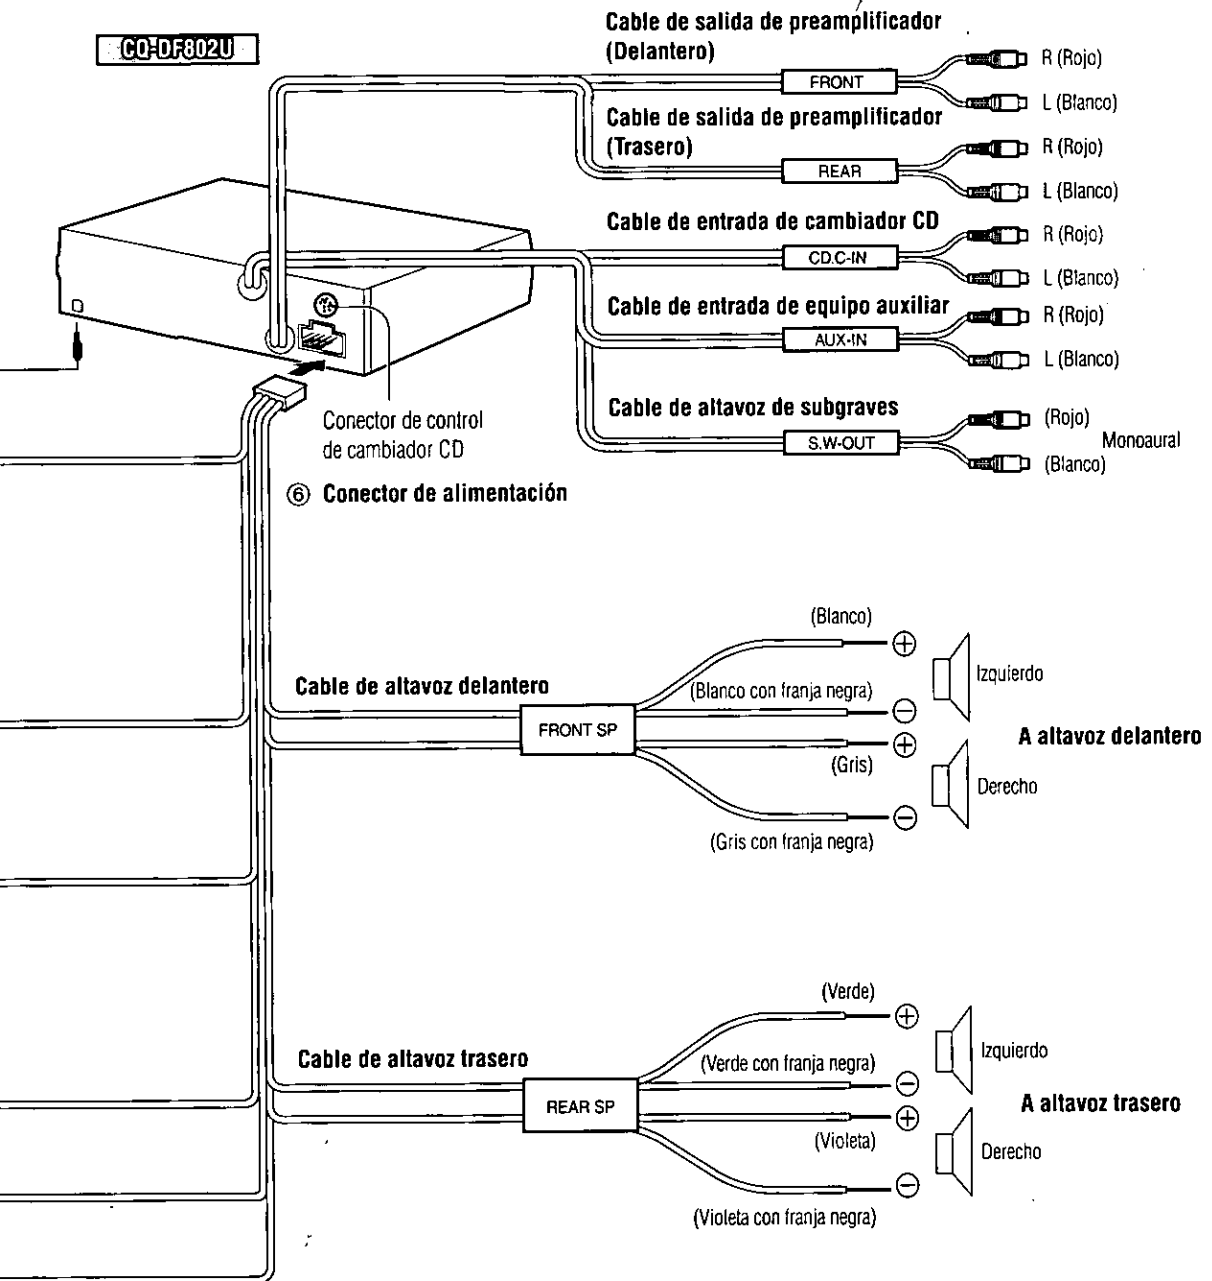 CQ-DF802U
Cable de salida de preamplificador
(Delantero)
FRONT
R (Rojo)
L (Blanco)
Cable de salida de preamplificador
(Trasero)
REAR
R (Rojo)
L (Blanco)
Cable de entrada de cambiador CD
CD.C-IN
R (Rojo)
L (Blanco)
Cable de entrada de equipo auxiliar
AUX-IN
R (Rojo)
L (Blanco)
Cable de altavoz de subgraves
S.W-OUT
(Rojo)
Monoaural
(Blanco)
Conector de control
de cambiador CD
⑥ Conector de alimentación
Cable de altavoz delantero
FRONT SP
(Blanco)
+
(Blanco con franja negra)
−
Izquierdo
A altavoz delantero
+
(Gris)
Derecho
−
(Gris con franja negra)
Cable de altavoz trasero
REAR SP
(Verde)
+
(Verde con franja negra)
−
Izquierdo
A altavoz trasero
+
(Violeta)
Derecho
−
(Violeta con franja negra)